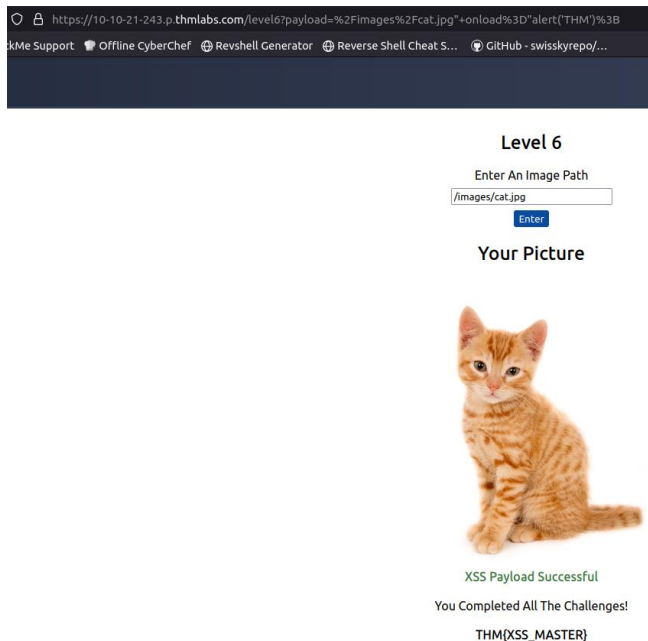 https://10-10-21-243.p.thmlabs.com/level6?payload=%2Fimages%2Fcat.jpg"+onload%3D"alert('THM')%3B
ckMe Support Offline CyberChef Revshell Generator Reverse Shell Cheat S... GitHub - swisskyrepo/...
Level 6
Enter An Image Path
/images/cat.jpg
Enter
Your Picture
XSS Payload Successful
You Completed All The Challenges!
THM{XSS_MASTER}